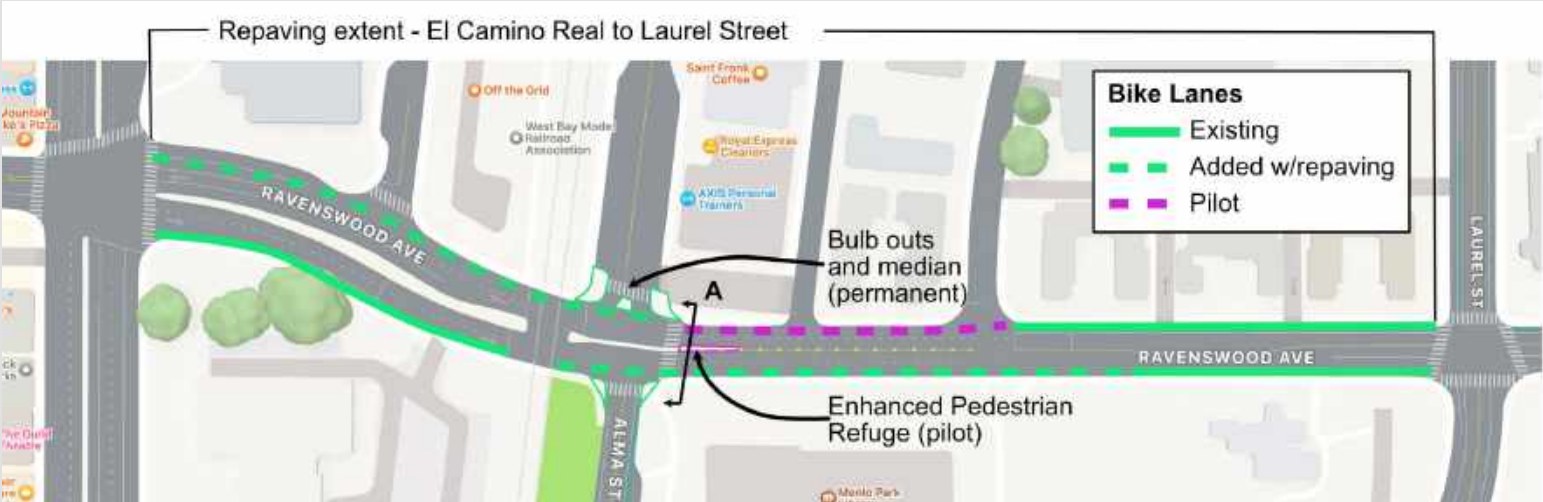 Repaving extent - El Camino Real to Laurel Street
Saint Frank
Coffee
Off the Grid
West Bay Model
Railroad
Association
Royal Express
Cleaners
AXIS Personal
Trainers
Mountain
Bike Lanes
Existing
Added w/repaving
Pilot
RAVENSWOOD AVE
Bulb outs
and median
(permanent)
A
LAUREL ST
RAVENSWOOD AVE
Enhanced Pedestrian
Refuge (pilot)
ALMA ST
Menlo Park